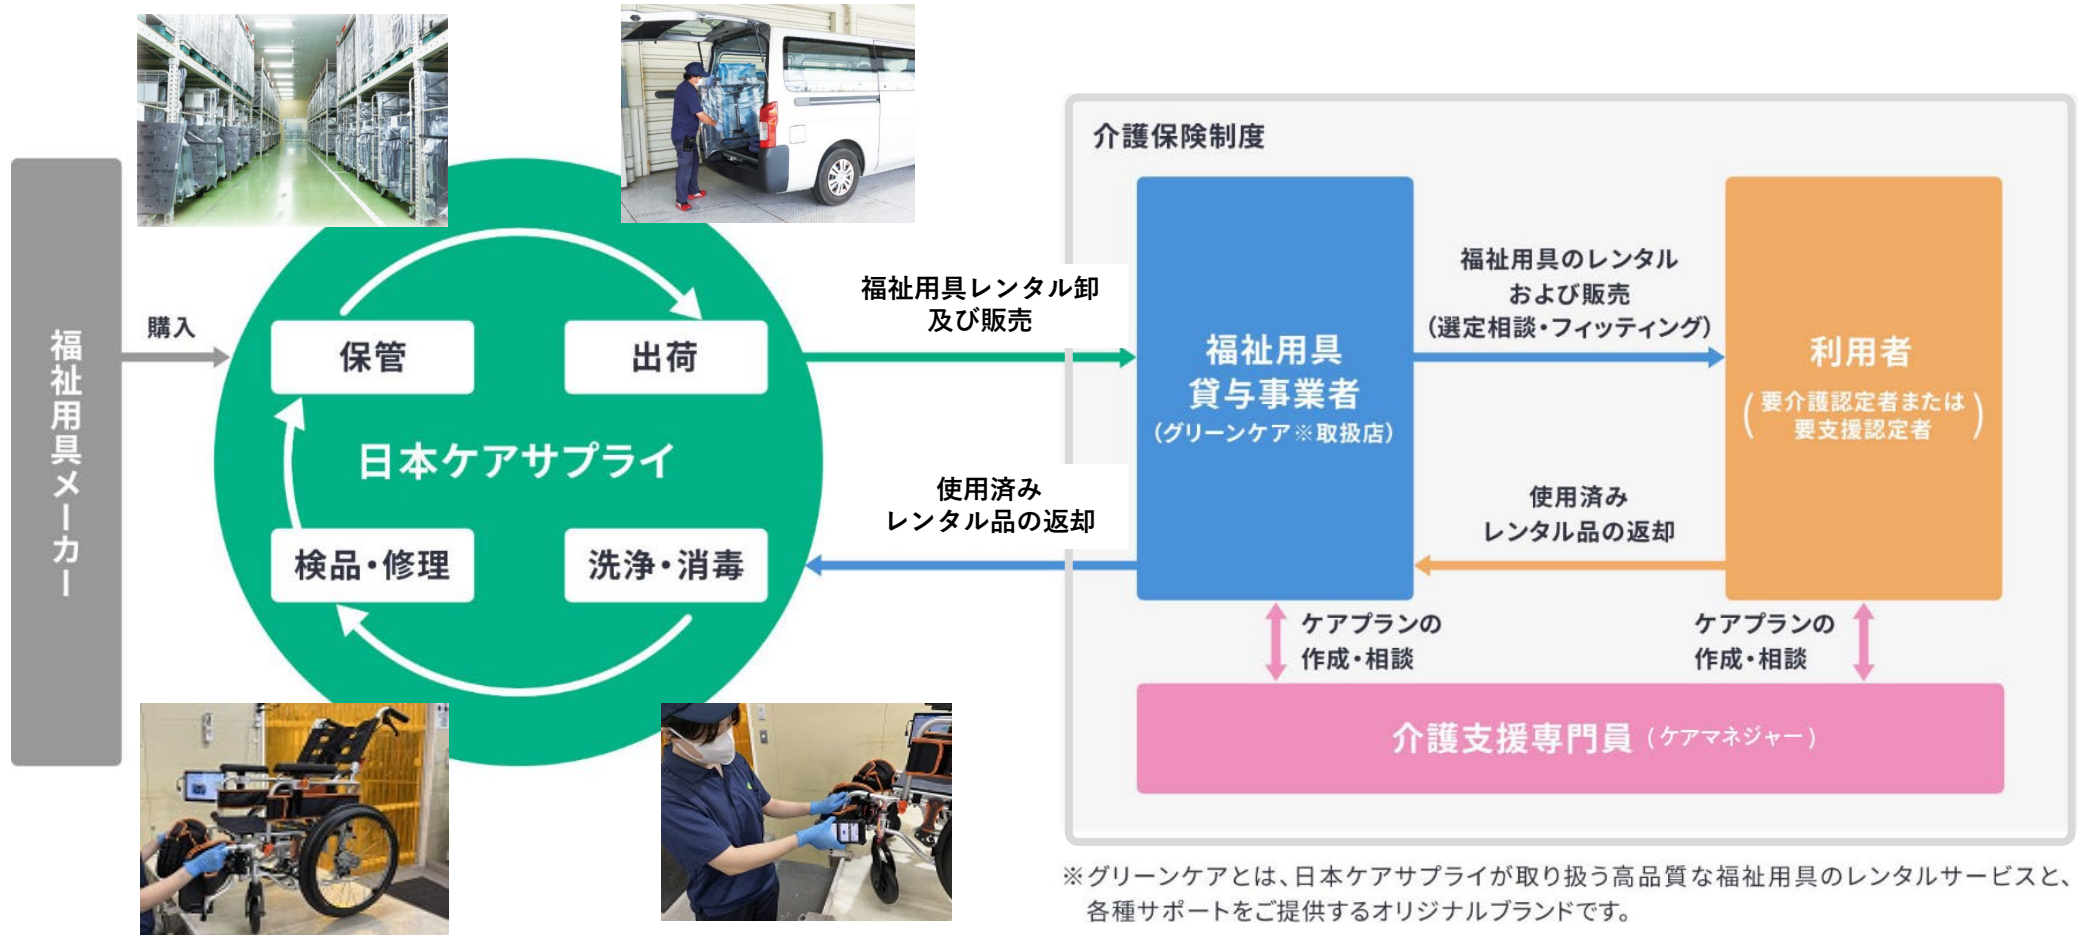 福祉用具メーカー
購入
保管
出荷
日本ケアサプライ
検品・修理
洗浄・消毒
福祉用具レンタル卸
及び販売
使用済み
レンタル品の返却
介護保険制度
福祉用具
貸与事業者
（グリーンケア※取扱店）
福祉用具のレンタル
および販売
（選定相談・フィッティング）
使用済み
レンタル品の返却
利用者
（要介護認定者または
要支援認定者）
ケアプランの
作成・相談
ケアプランの
作成・相談
介護支援専門員（ケアマネジャー）
※グリーンケアとは、日本ケアサプライが取り扱う高品質な福祉用具のレンタルサービスと、
各種サポートをご提供するオリジナルブランドです。